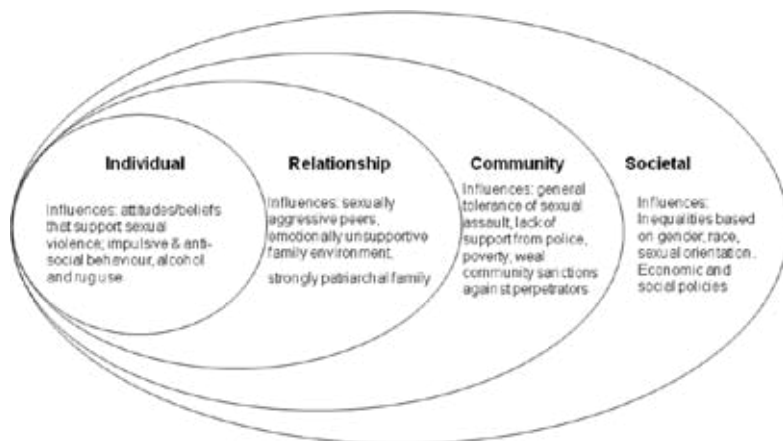 Individual
Influences: attitudes/beliefs
that support sexual
violence; impulsive & anti-
social behaviour, alcohol
and rug use
Relationship
Influences: sexually
aggressive peers,
emotionally unsupportive
family environment,
strongly patriarchal family
Community
Influences: general
tolerance of sexual
assault, lack of
support from police,
poverty, weal
community sanctions
against perpetrators
Societal
Influences:
Inequalities based
on gender, race,
sexual orientation.
Economic and
social policies